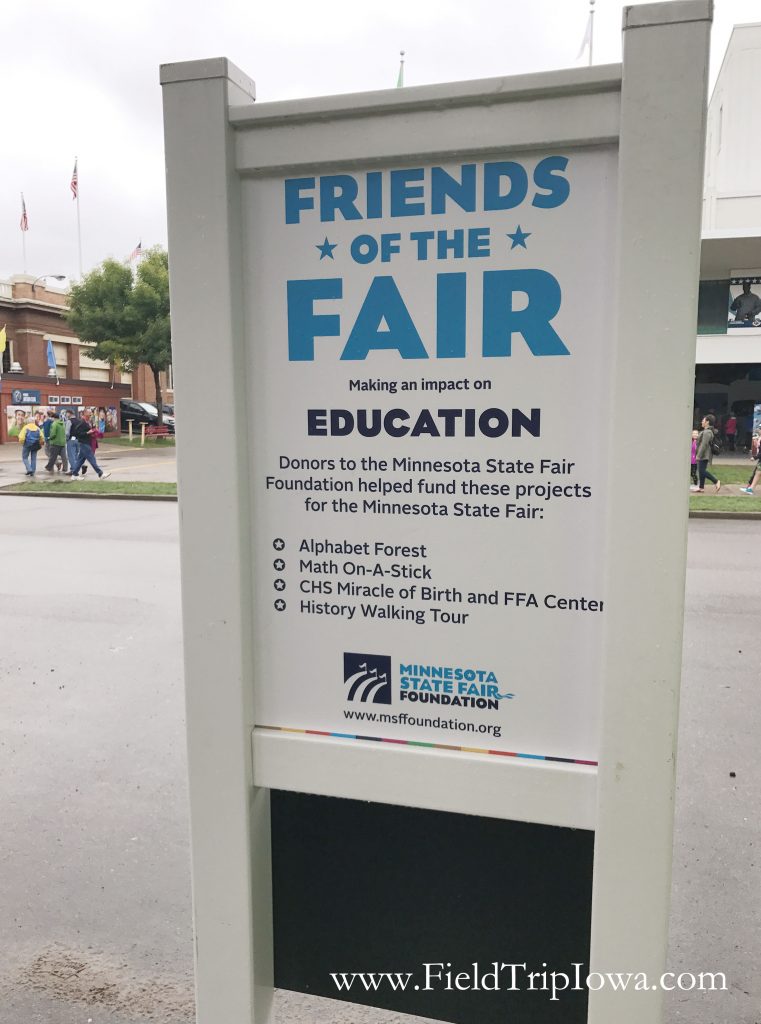 FRIENDS
OF THE
FAIR
Making an impact on
EDUCATION
Donors to the Minnesota State Fair
Foundation helped fund these projects
for the Minnesota State Fair:
Alphabet Forest
Math On-A-Stick
CHS Miracle of Birth and FFA Center
History Walking Tour
MINNESOTA
STATE FAIR
FOUNDATION
www.msffoundation.org
www.FieldTripIowa.com